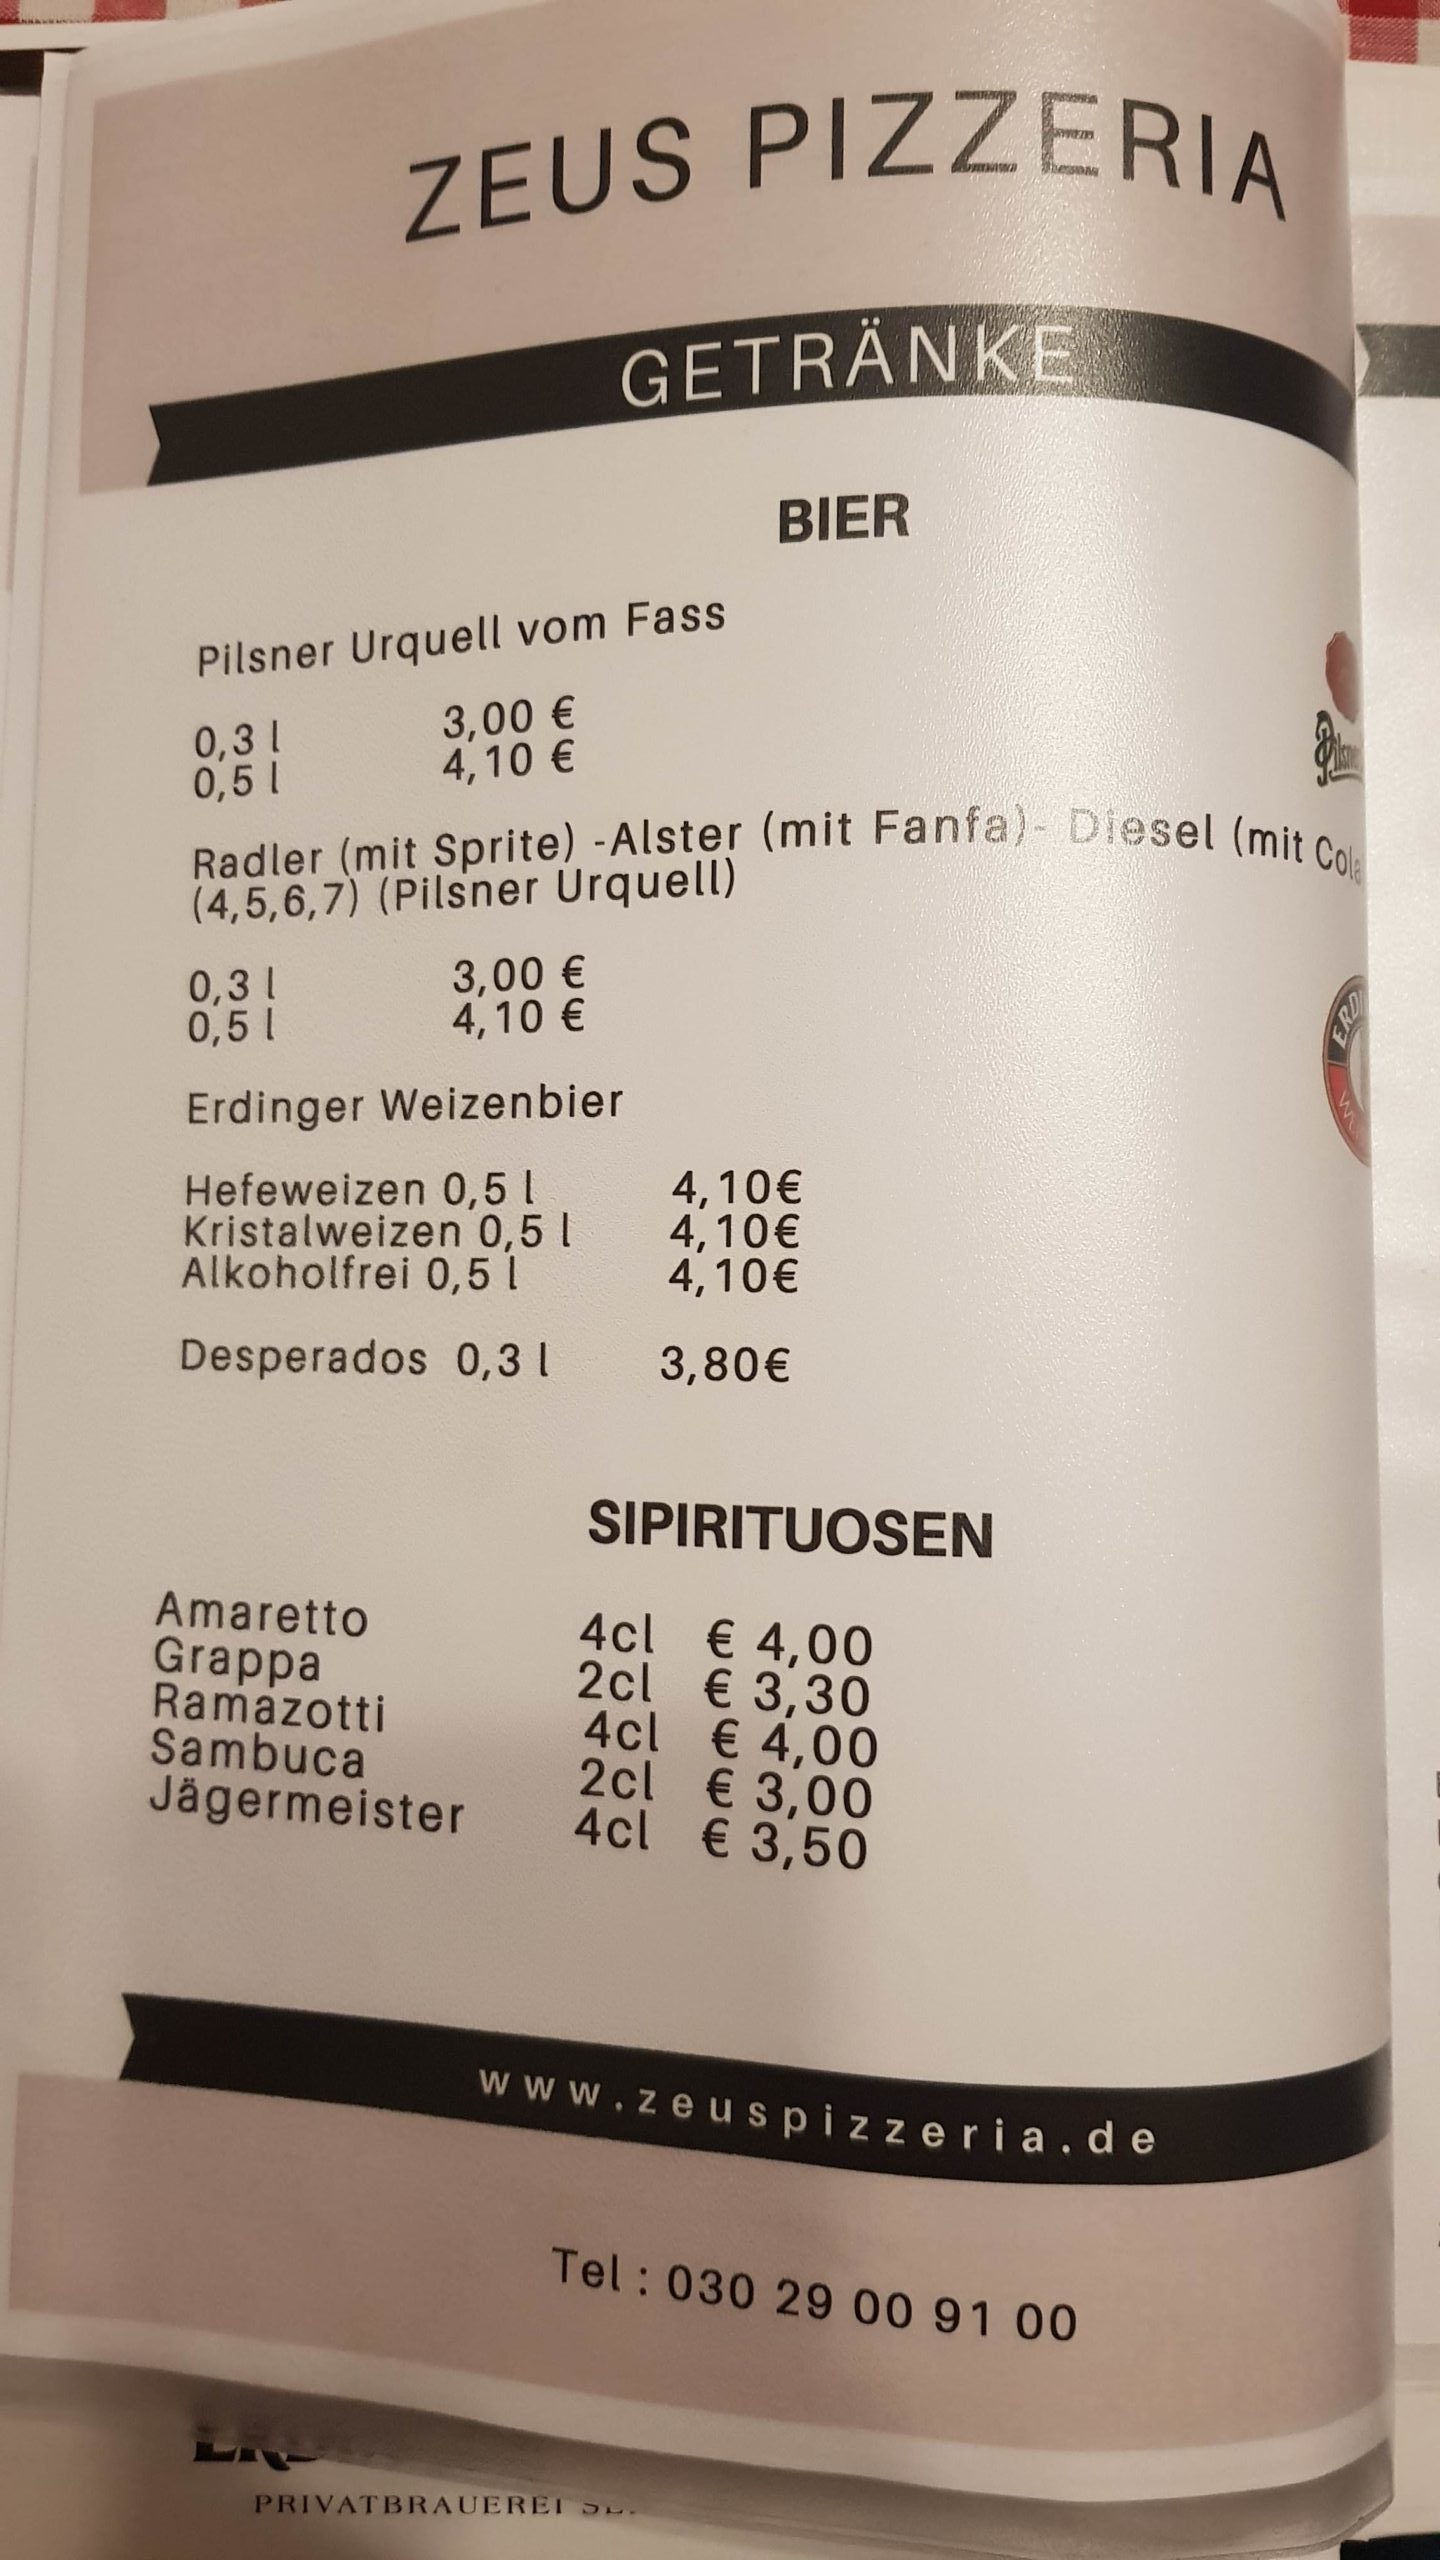 ZEUS PIZZERIA
GETRÄNKE
BIER
Pilsner Urquell vom Fass
0,3 l 3,00 €
0,5 l 4,10 €
Radler (mit Sprite) -Alster (mit Fanfa)- Diesel (mit Cola
(4,5,6,7) (Pilsner Urquell)
0,3 l 3,00 €
0,5 l 4,10 €
Erdinger Weizenbier
Hefeweizen 0,5 l 4,10€
Kristalweizen 0,5 l 4,10€
Alkoholfrei 0,5 l 4,10€
Desperados 0,3 l 3,80€
SIPIRITUOSEN
Amaretto 4cl € 4,00
Grappa 2cl € 3,30
Ramazotti 4cl € 4,00
Sambuca 2cl € 3,00
Jägermeister 4cl € 3,50
www.zeuspizzeria.de
Tel : 030 29 00 91 00
PRIVATBRAUEREI